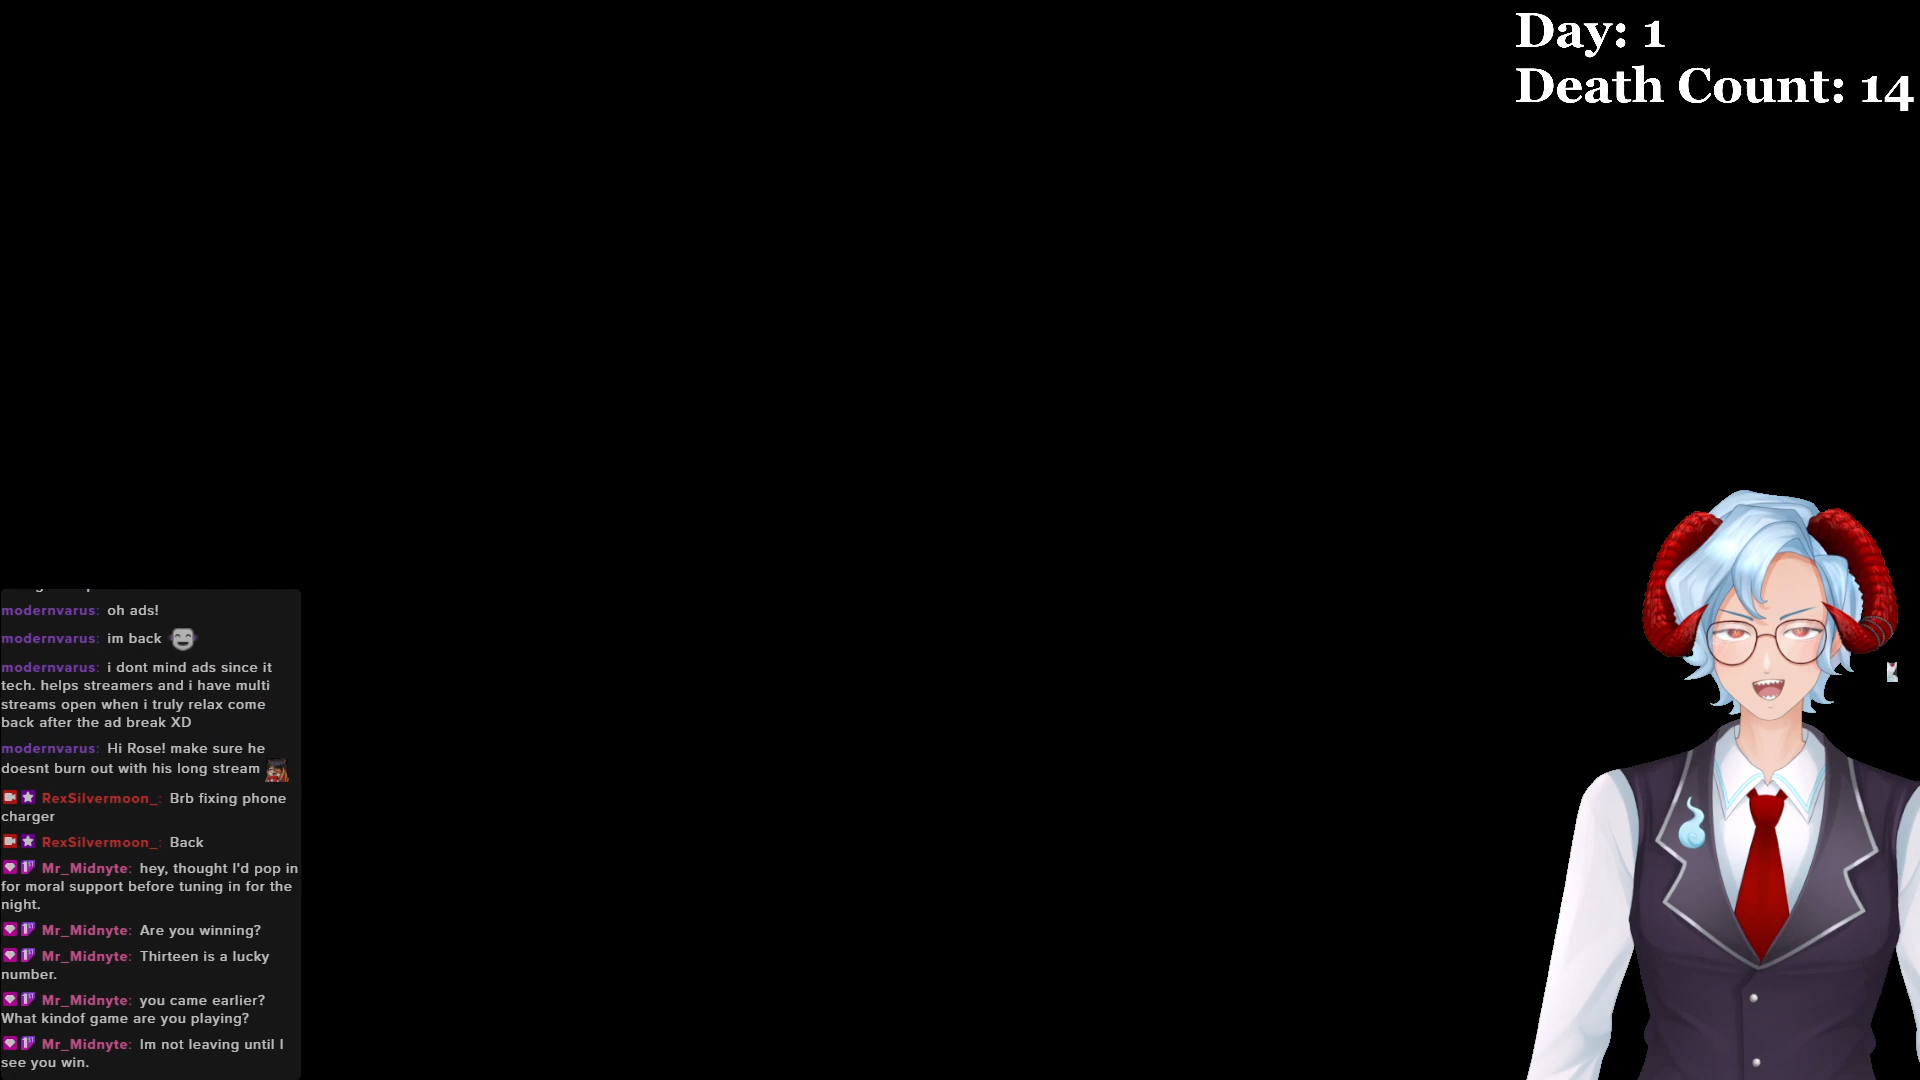 Day: 1
Death Count: 14
modernvarus: oh ads!
modernvarus: im back
modernvarus: i dont mind ads since it
tech. helps streamers and i have multi
streams open when i truly relax come
back after the ad break XD
modernvarus: Hi Rose! make sure he
doesnt burn out with his long stream
RexSilvermoon_: Brb fixing phone
charger
RexSilvermoon_: Back
Mr_Midnyte: hey, thought I'd pop in
for moral support before tuning in for the
night.
Mr_Midnyte: Are you winning?
Mr_Midnyte: Thirteen is a lucky
number.
Mr_Midnyte: you came earlier?
What kindof game are you playing?
Mr_Midnyte: Im not leaving until I
see you win.